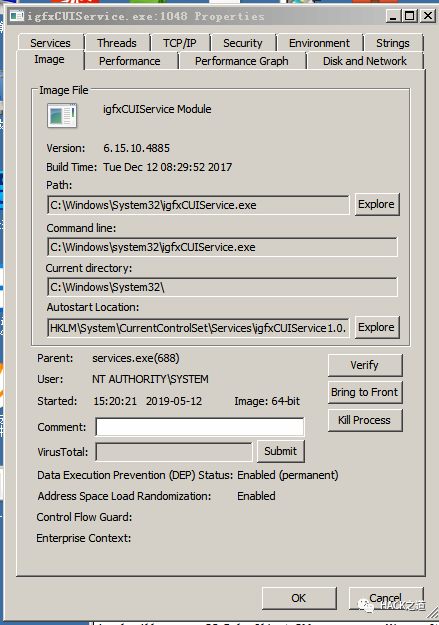 igfxCUIService.exe:1048 Properties
Services Threads TCP/IP Security Environment Strings
Image Performance Performance Graph Disk and Network
Image File
igfxCUIService Module
Version: 6.15.10.4885
Build Time: Tue Dec 12 08:29:52 2017
Path:
C:\Windows\System32\igfxCUIService.exe Explore
Command line:
C:\Windows\system32\igfxCUIService.exe
Current directory:
C:\Windows\System32\
Autostart Location:
HKLM\System\CurrentControlSet\Services\igfxCUIService1.0. Explore
Parent: services.exe(688) Verify
User: NT AUTHORITY\SYSTEM Bring to Front
Started: 15:20:21 2019-05-12 Image: 64-bit
Kill Process
Comment:
VirusTotal: Submit
Data Execution Prevention (DEP) Status: Enabled (permanent)
Address Space Load Randomization: Enabled
Control Flow Guard:
Enterprise Context:
OK Cancel
HACK之道